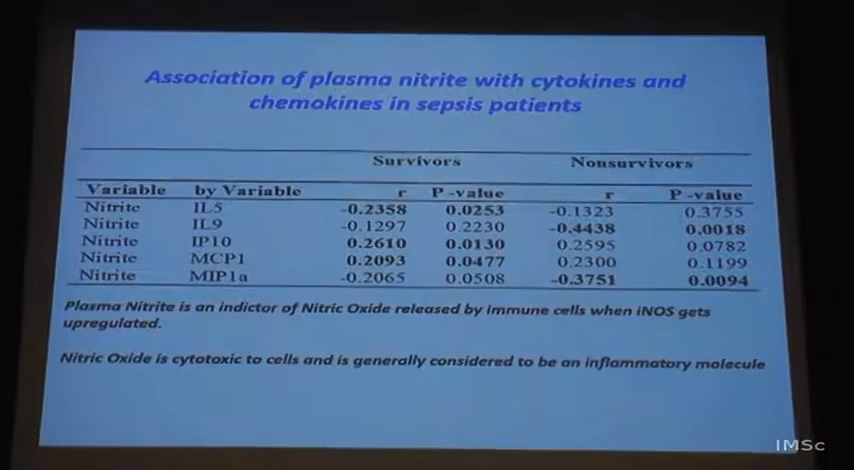 Association of plasma nitrite with cytokines and
chemokines in sepsis patients
Survivors Nonsurvivors
Variable by Variable r P-value r P-value
Nitrite IL5 -0.2358 0.0253 -0.1323 0.3755
Nitrite IL9 -0.1297 0.2230 -0.4438 0.0018
Nitrite IP10 0.2610 0.0130 0.2595 0.0782
Nitrite MCP1 0.2093 0.0477 0.2300 0.1199
Nitrite MIP1a -0.2065 0.0508 -0.3751 0.0094
Plasma Nitrite is an indictor of Nitric Oxide released by immune cells when iNOS gets
upregulated.
Nitric Oxide is cytotoxic to cells and is generally considered to be an inflammatory molecule
IMSc